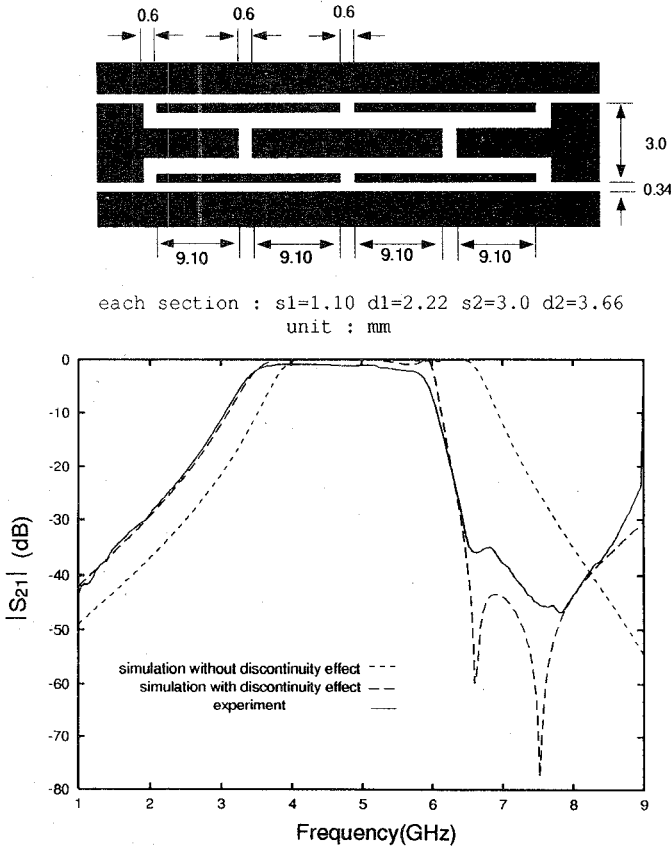 0.6 0.6 0.6
3.0
0.34
9.10 9.10 9.10 9.10
each section : s1=1.10 d1=2.22 s2=3.0 d2=3.66
unit : mm
0
-10
-20
-30
-40
-50
-60
-70
-80
|S21| (dB)
simulation without discontinuity effect
simulation with discontinuity effect
experiment
1 2 3 4 5 6 7 8 9
Frequency(GHz)